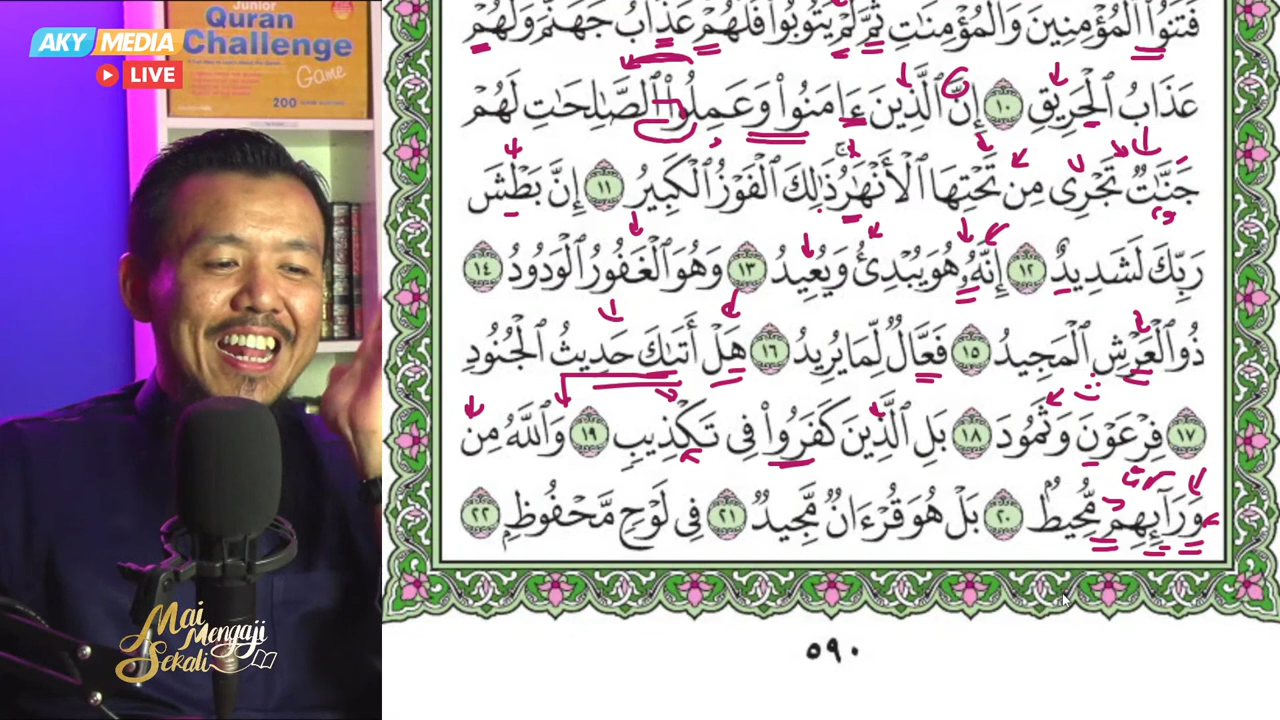 AKY MEDIA
LIVE
Junior
Quran
Challenge
Game
200
Mai
Mengaji
Sekali
فَتَنُوا۟ ٱلْمُؤْمِنِينَ وَٱلْمُؤْمِنَـٰتِ ثُمَّ لَمْ يَتُوبُوا۟ فَلَهُمْ عَذَابُ جَهَنَّمَ وَلَهُمْ
عَذَابُ ٱلْحَرِيقِ ١٠ إِنَّ ٱلَّذِينَ ءَامَنُوا۟ وَعَمِلُوا۟ ٱلصَّـٰلِحَـٰتِ لَهُمْ
جَنَّـٰتٌ تَجْرِى مِن تَحْتِهَا ٱلْأَنْهَـٰرُ ۚ ذَٰلِكَ ٱلْفَوْزُ ٱلْكَبِيرُ ١١ إِنَّ بَطْشَ
رَبِّكَ لَشَدِيدٌ ١٢ إِنَّهُۥ هُوَ يُبْدِئُ وَيُعِيدُ ١٣ وَهُوَ ٱلْغَفُورُ ٱلْوَدُودُ ١٤
ذُو ٱلْعَرْشِ ٱلْمَجِيدُ ١٥ فَعَّالٌ لِّمَا يُرِيدُ ١٦ هَلْ أَتَىٰكَ حَدِيثُ ٱلْجُنُودِ
١٧ فِرْعَوْنَ وَثَمُودَ ١٨ بَلِ ٱلَّذِينَ كَفَرُوا۟ فِى تَكْذِيبٍ ١٩ وَٱللَّهُ مِن
وَرَآئِهِم مُّحِيطٌ ٢٠ بَلْ هُوَ قُرْءَانٌ مَّجِيدٌ ٢١ فِى لَوْحٍ مَّحْفُوظٍ ٢٢
٥٩٠